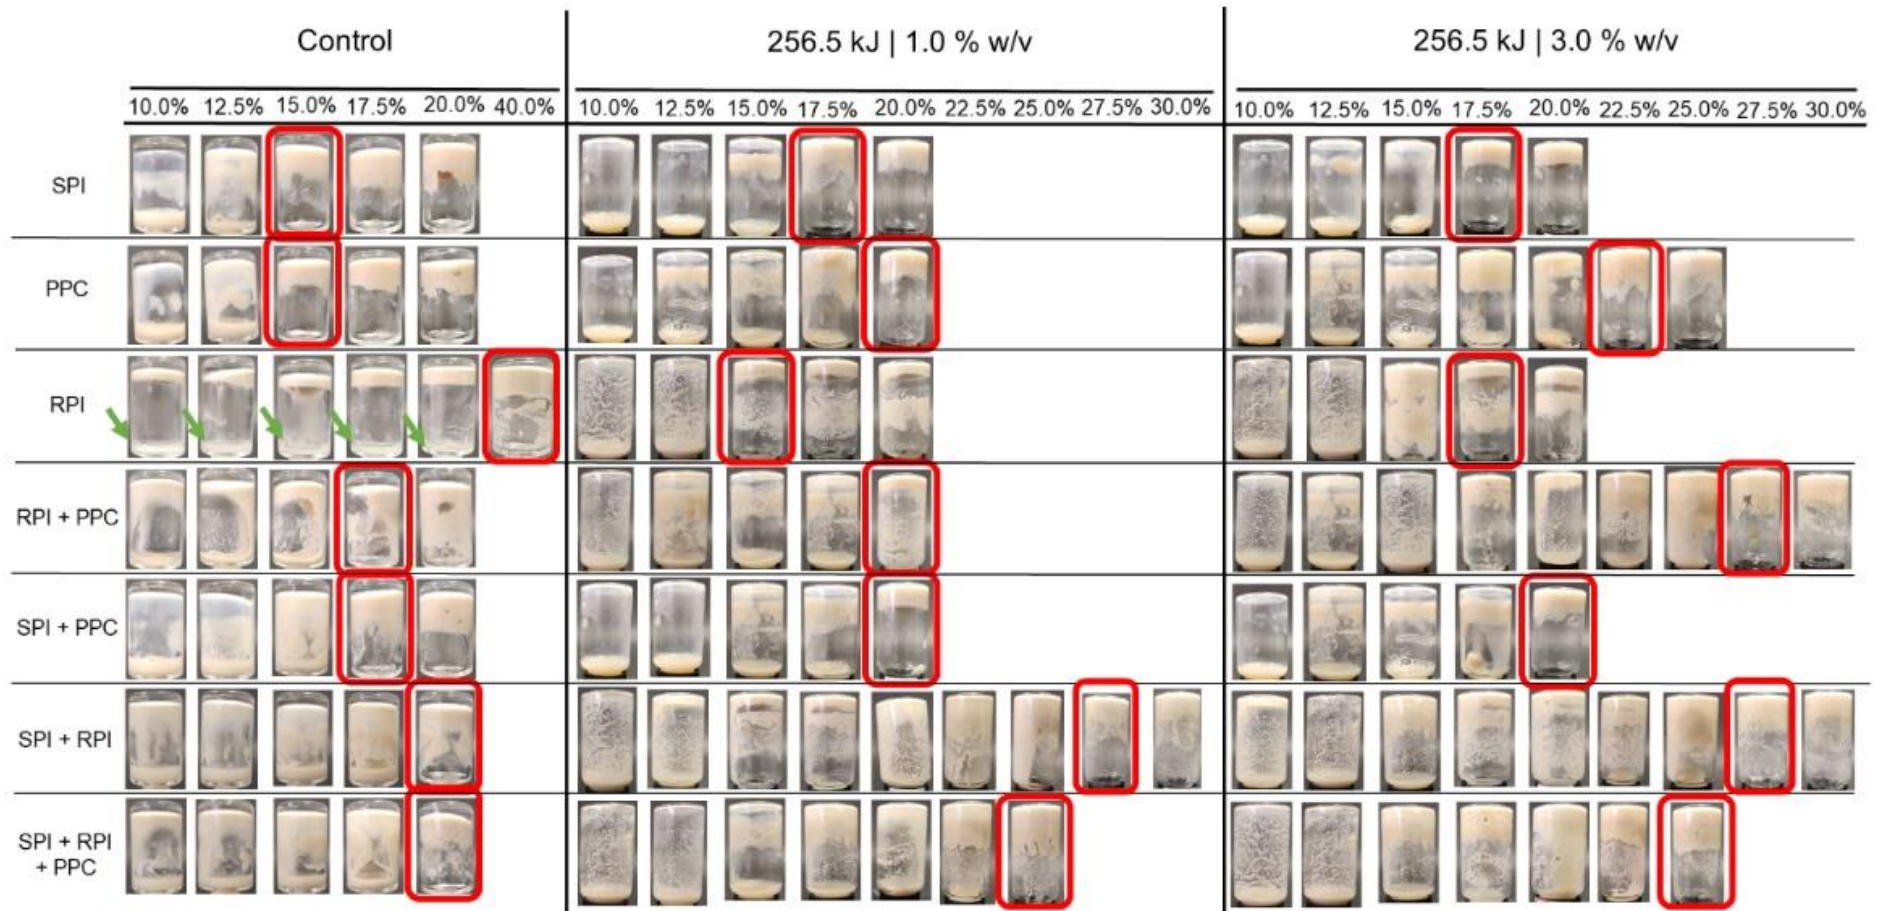 Control
256.5 kJ | 1.0 % w/v
256.5 kJ | 3.0 % w/v
10.0% 12.5% 15.0% 17.5% 20.0% 40.0%
10.0% 12.5% 15.0% 17.5% 20.0% 22.5% 25.0% 27.5% 30.0%
10.0% 12.5% 15.0% 17.5% 20.0% 22.5% 25.0% 27.5% 30.0%
SPI
PPC
RPI
RPI + PPC
SPI + PPC
SPI + RPI
SPI + RPI
+ PPC